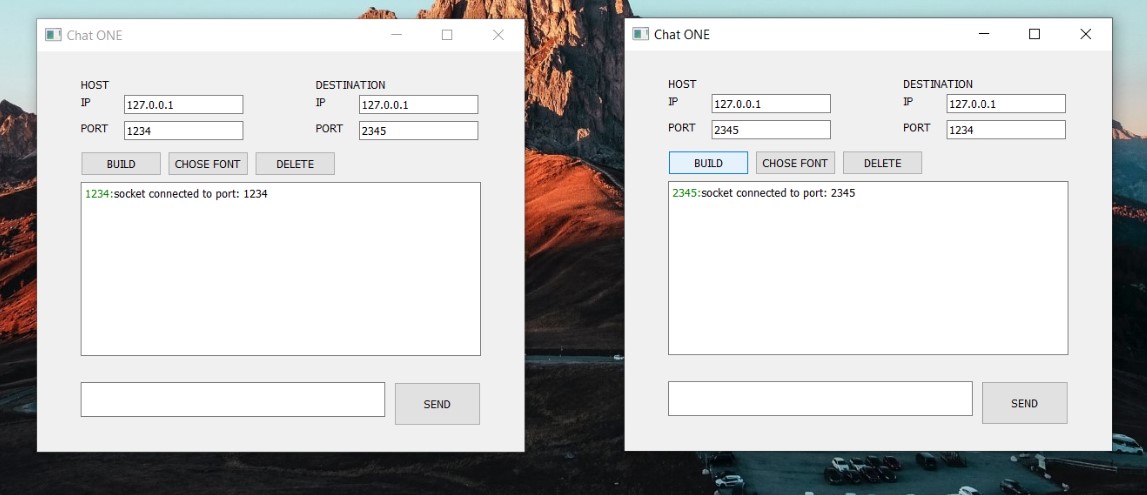 Chat ONE
HOST
DESTINATION
IP 127.0.0.1
IP 127.0.0.1
PORT 1234
PORT 2345
BUILD
CHOSE FONT
DELETE
1234:socket connected to port: 1234
SEND
Chat ONE
HOST
DESTINATION
IP 127.0.0.1
IP 127.0.0.1
PORT 2345
PORT 1234
BUILD
CHOSE FONT
DELETE
2345:socket connected to port: 2345
SEND